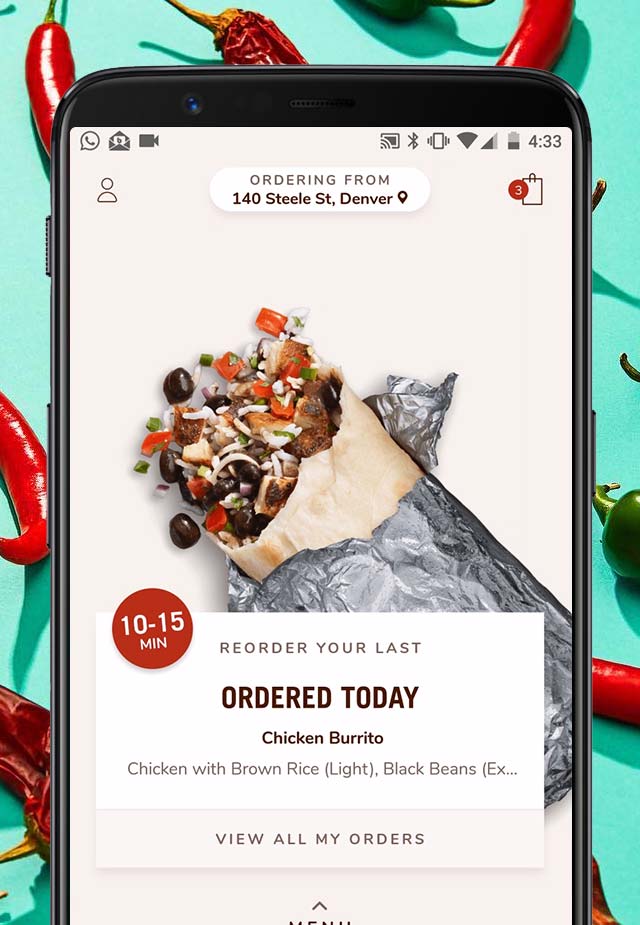 4:33
ORDERING FROM
140 Steele St, Denver
3
10-15
MIN
REORDER YOUR LAST
ORDERED TODAY
Chicken Burrito
Chicken with Brown Rice (Light), Black Beans (Ex...
VIEW ALL MY ORDERS
MENU